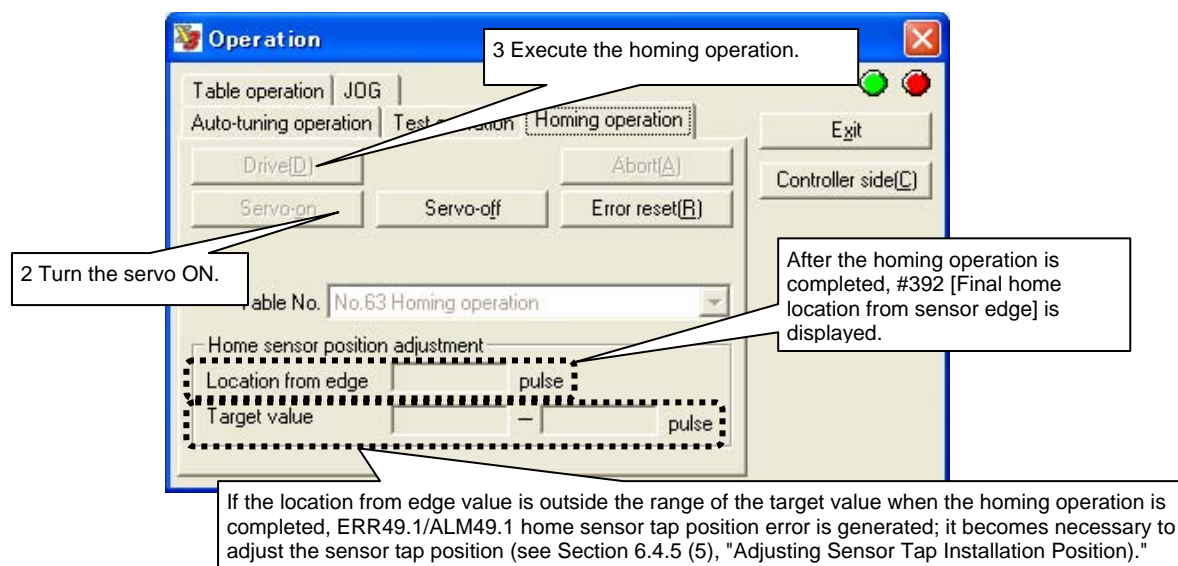 Operation
3 Execute the homing operation.
Table operation JOG
Auto-tuning operation Test operation Homing operation
Exit
Drive(D) Abort(A)
Controller side(C)
Servo-on Servo-off Error reset(R)
2 Turn the servo ON.
After the homing operation is
completed, #392 [Final home
location from sensor edge] is
displayed.
Table No. No.63 Homing operation
Home sensor position adjustment
Location from edge pulse
Target value – pulse
If the location from edge value is outside the range of the target value when the homing operation is
completed, ERR49.1/ALM49.1 home sensor tap position error is generated; it becomes necessary to
adjust the sensor tap position (see Section 6.4.5 (5), "Adjusting Sensor Tap Installation Position)."